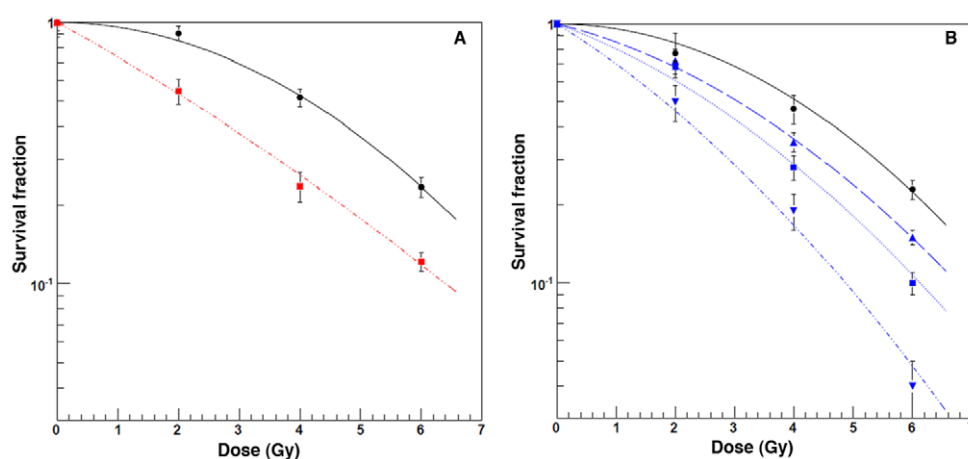 A
Survival fraction
1
10-1
0 1 2 3 4 5 6 7
Dose (Gy)
B
Survival fraction
1
10-1
0 1 2 3 4 5 6 7
Dose (Gy)